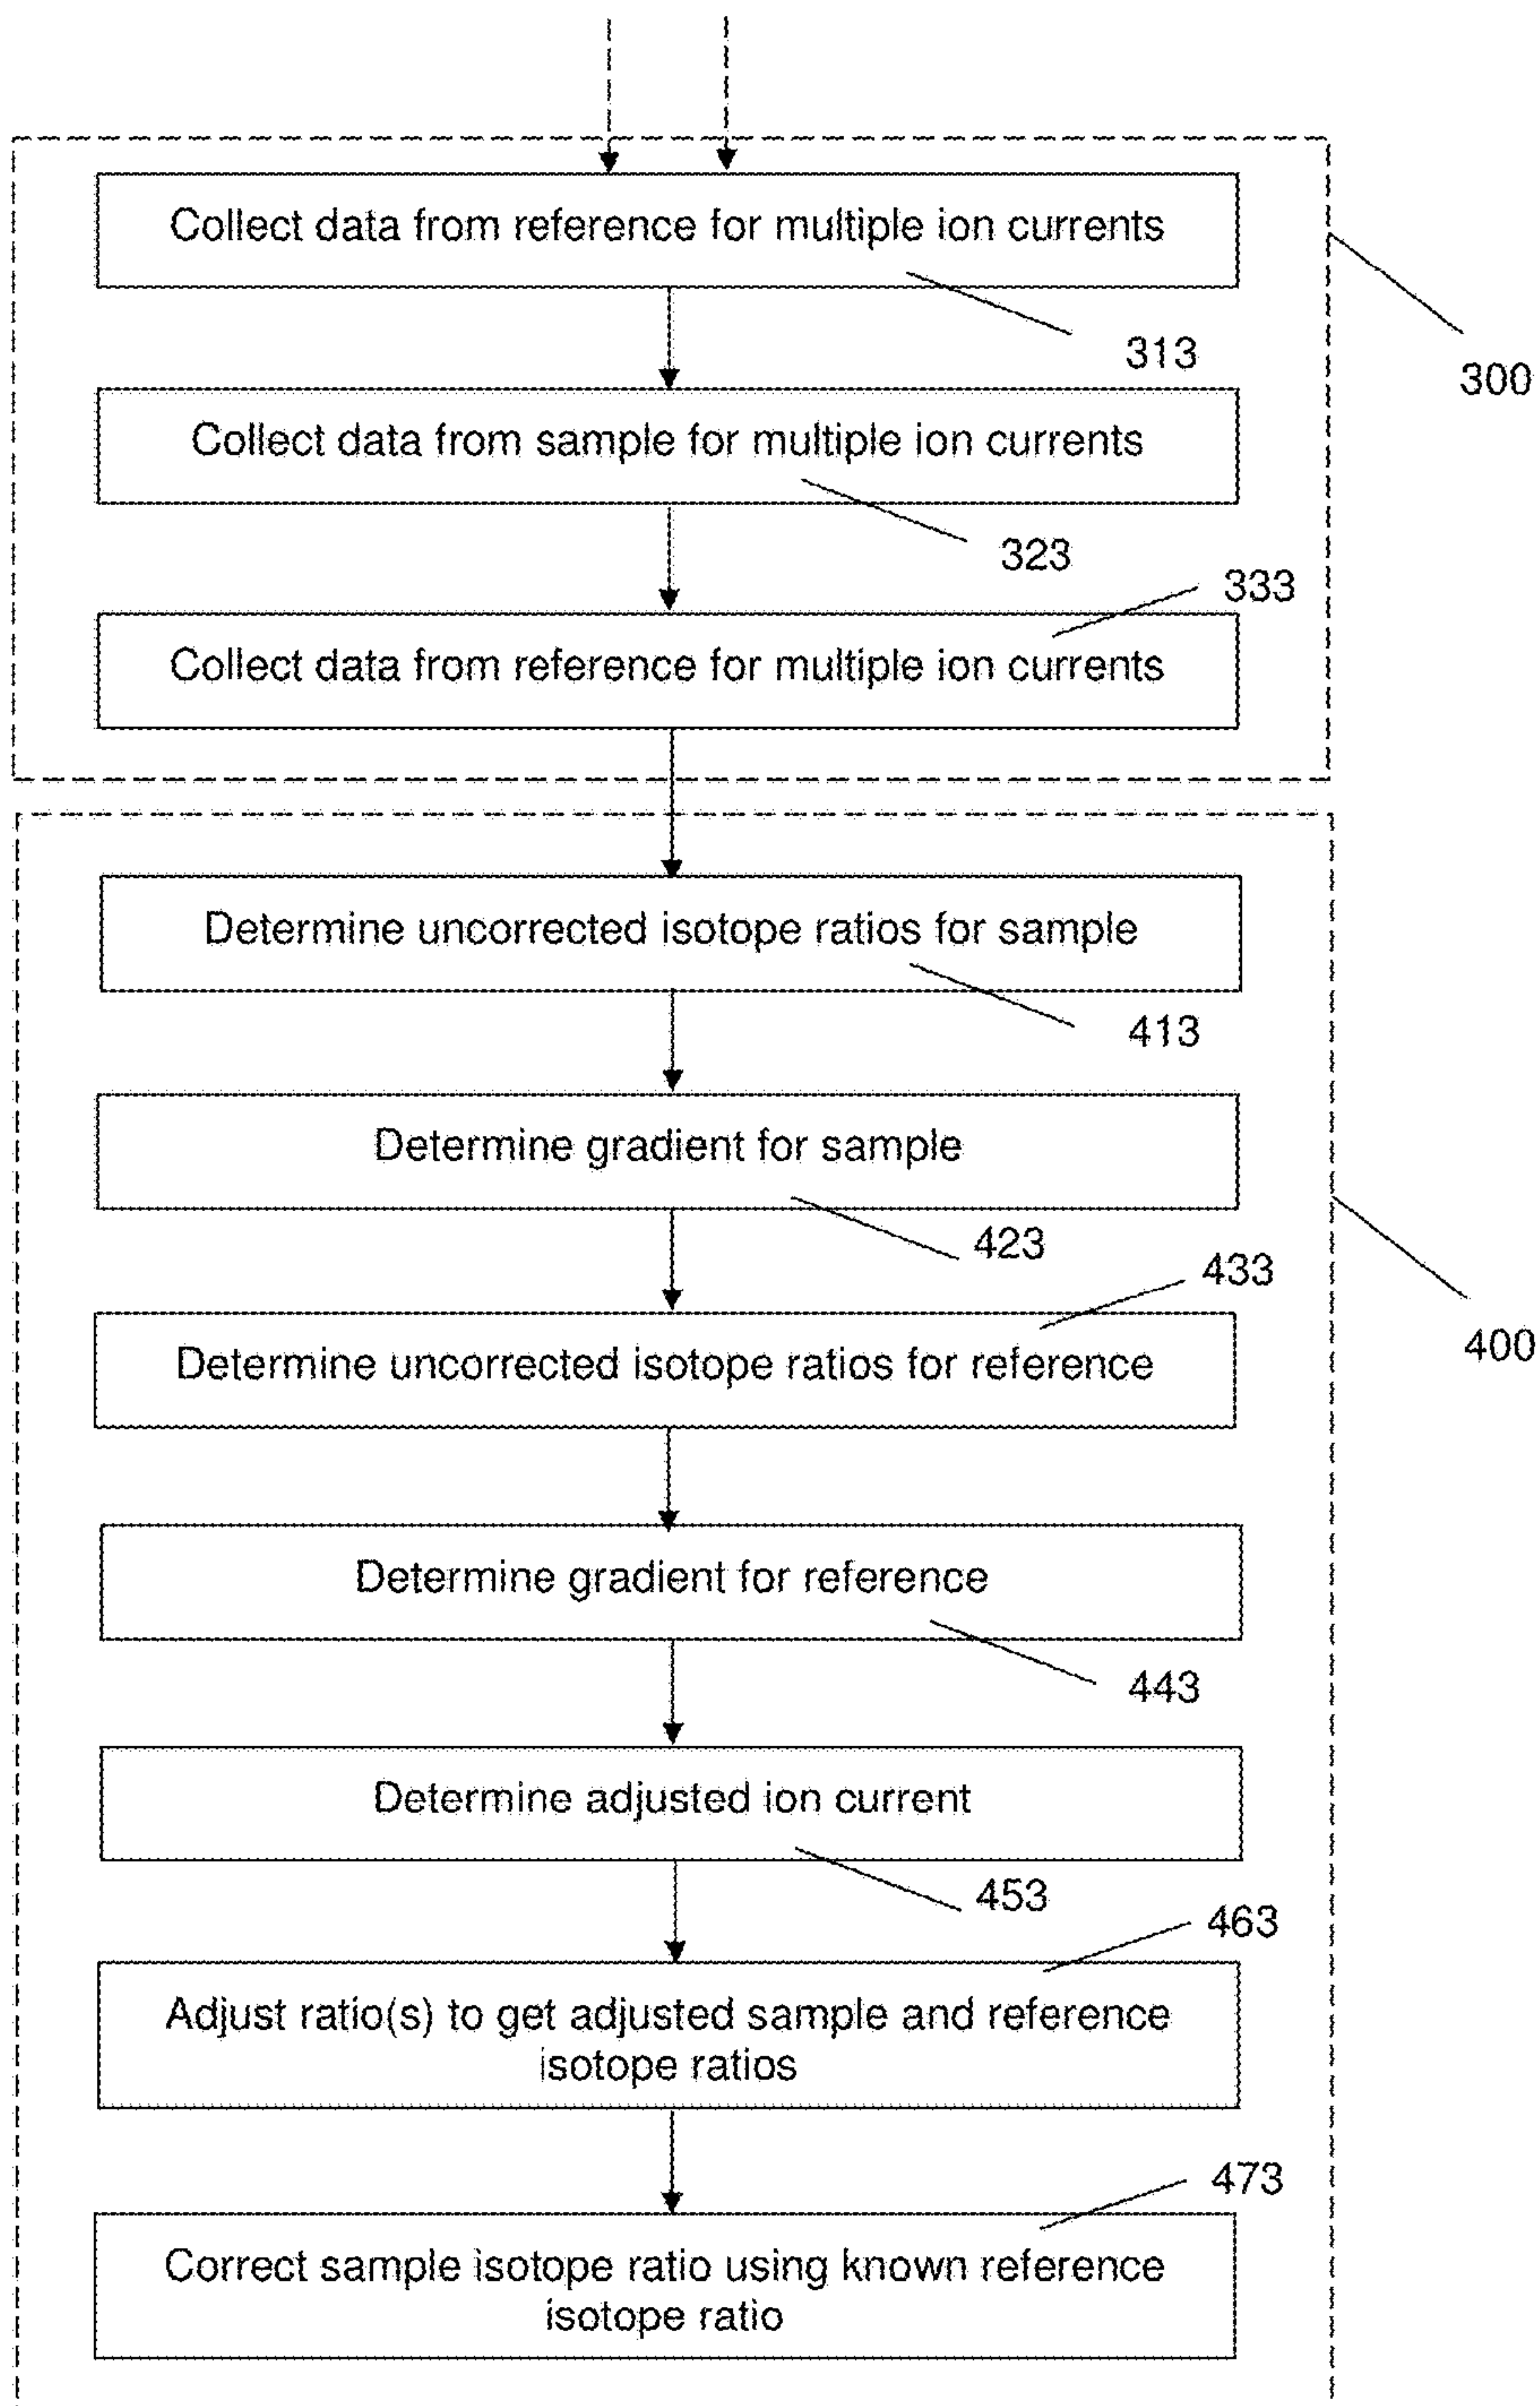 Collect data from reference for multiple ion currents
313
300
Collect data from sample for multiple ion currents
323
333
Collect data from reference for multiple ion currents
Determine uncorrected isotope ratios for sample
413
Determine gradient for sample
423
433
400
Determine uncorrected isotope ratios for reference
Determine gradient for reference
443
Determine adjusted ion current
453
463
Adjust ratio(s) to get adjusted sample and reference
isotope ratios
473
Correct sample isotope ratio using known reference
isotope ratio